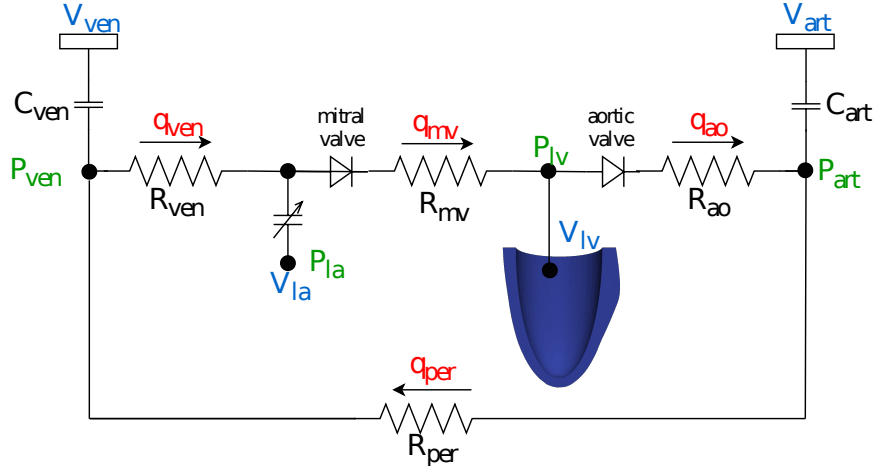 V_ven
V_art
C_ven
C_art
q_ven
mitral
valve
q_mv
aortic
valve
q_ao
P_ven
P_lv
P_art
R_ven
R_mv
R_ao
V_lv
P_la
V_la
q_per
R_per